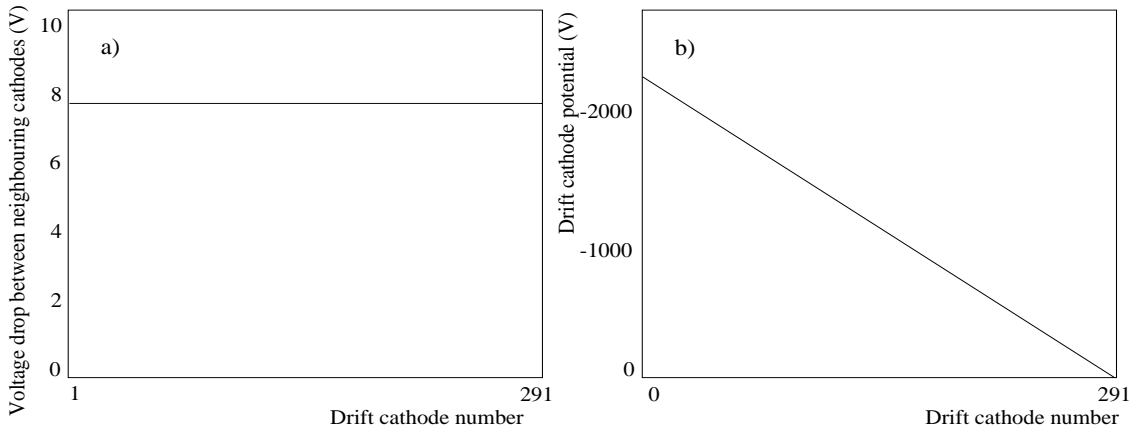 Voltage drop between neighbouring cathodes (V)
10
8
6
4
2
0
a)
1
291
Drift cathode number
Drift cathode potential (V)
-2000
-1000
0
b)
0
291
Drift cathode number